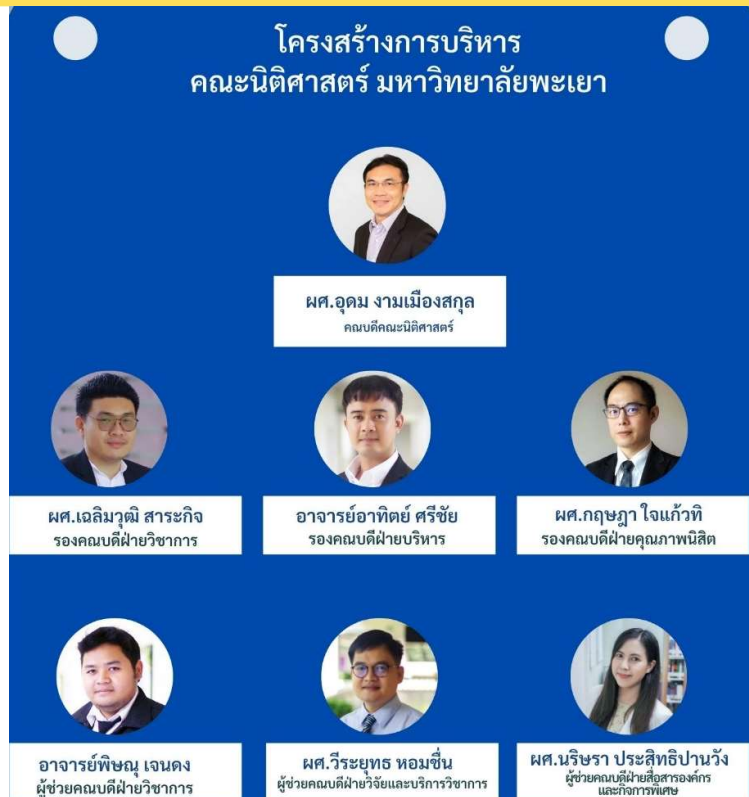 โครงสร้างการบริหาร
คณะนิติศาสตร์ มหาวิทยาลัยพะเยา
ผศ.อุดม งามเมืองสกุล
คณบดีคณะนิติศาสตร์
ผศ.เฉลิมวุฒิ สาระกิจ
รองคณบดีฝ่ายวิชาการ
อาจารย์อาทิตย์ ศรีชัย
รองคณบดีฝ่ายบริหาร
ผศ.กฤษฎา ใจแก้วทิ
รองคณบดีฝ่ายคุณภาพนิสิต
อาจารย์พิษณุ เจนดง
ผู้ช่วยคณบดีฝ่ายวิชาการ
ผศ.วีระยุทธ หอมชื่น
ผู้ช่วยคณบดีฝ่ายวิจัยและบริการวิชาการ
ผศ.นริษรา ประสิทธิปานวัง
ผู้ช่วยคณบดีฝ่ายสื่อสารองค์กร
และกิจการพิเศษ